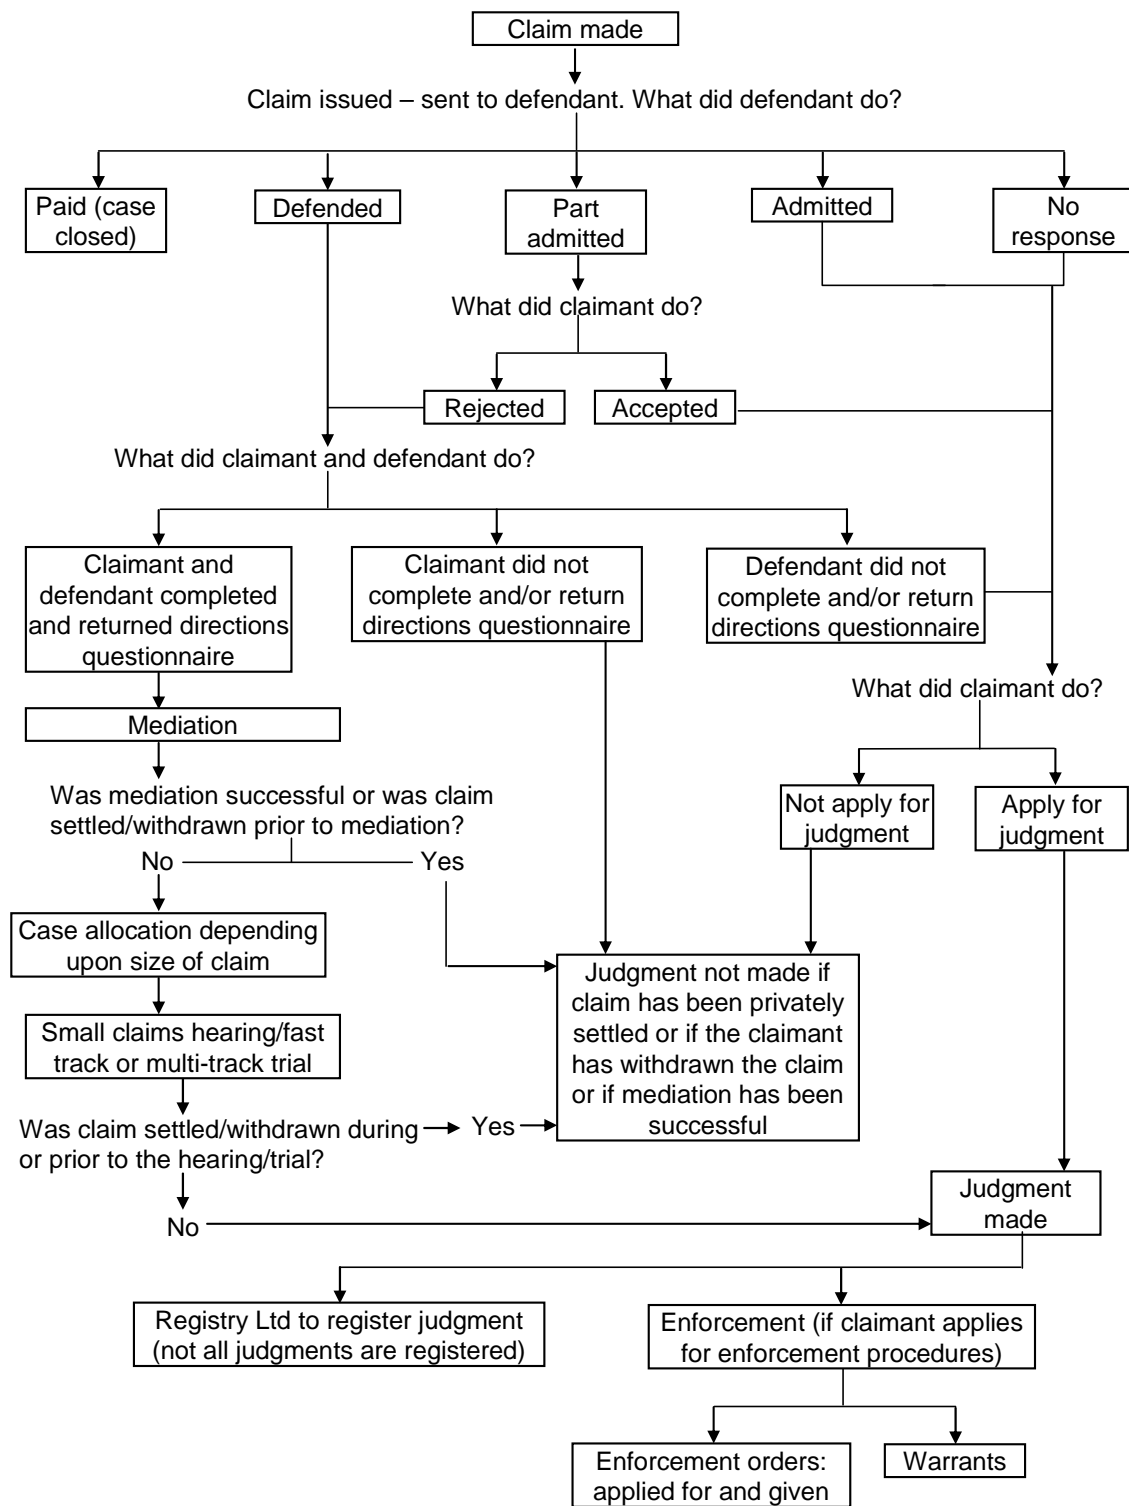 Claim made
Claim issued – sent to defendant. What did defendant do?
Paid (case
closed)
Defended
Part
admitted
Admitted
No
response
What did claimant do?
Rejected
Accepted
What did claimant and defendant do?
Claimant and
defendant completed
and returned directions
questionnaire
Claimant did not
complete and/or return
directions questionnaire
Defendant did not
complete and/or return
directions questionnaire
What did claimant do?
Mediation
Was mediation successful or was claim
settled/withdrawn prior to mediation?
Not apply for
judgment
Apply for
judgment
No
Yes
Case allocation depending
upon size of claim
Judgment not made if
claim has been privately
settled or if the claimant
has withdrawn the claim
or if mediation has been
successful
Small claims hearing/fast
track or multi-track trial
Was claim settled/withdrawn during
or prior to the hearing/trial?
Yes
No
Judgment
made
Registry Ltd to register judgment
(not all judgments are registered)
Enforcement (if claimant applies
for enforcement procedures)
Enforcement orders:
applied for and given
Warrants